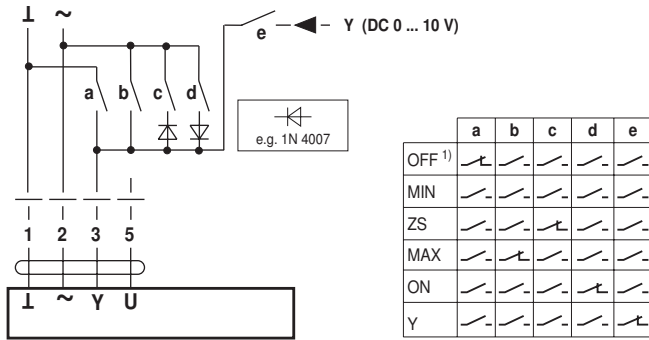 ⊥ ~
e Y (DC 0 ... 10 V)
a b c d
e.g. 1N 4007
1 2 3 5
⊥ ~ Y U
a b c d e
OFF 1)
MIN
ZS
MAX
ON
Y